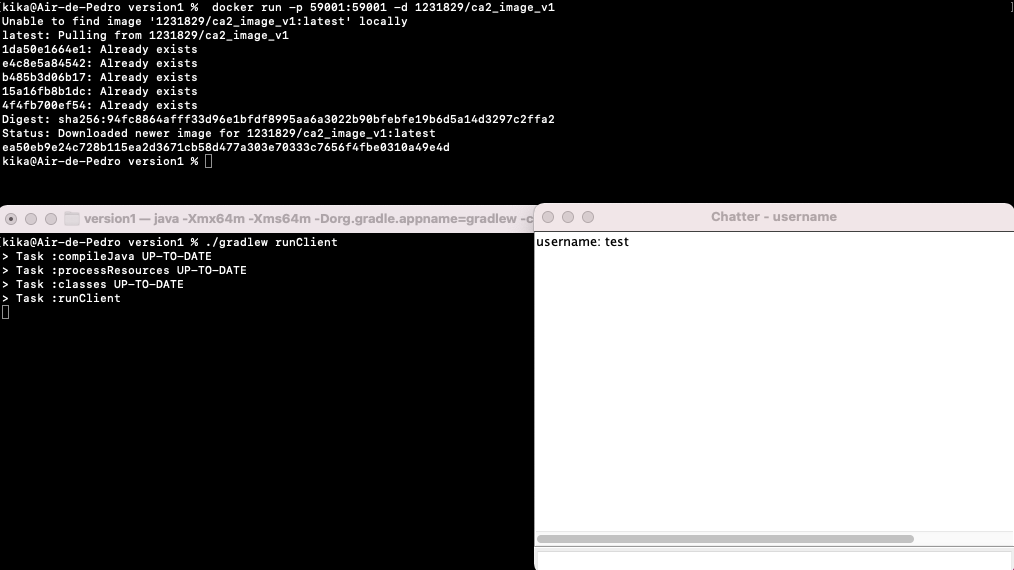 kika@Air-de-Pedro version1 %  docker run -p 59001:59001 -d 1231829/ca2_image_v1
Unable to find image '1231829/ca2_image_v1:latest' locally
latest: Pulling from 1231829/ca2_image_v1
1da50e1664e1: Already exists
e4c8e5a84542: Already exists
b485b3d06b17: Already exists
15a16fb8b1dc: Already exists
4f4fb700ef54: Already exists
Digest: sha256:94fc8864afff33d96e1bfdf8995aa6a3022b90bfebfe19b6d5a14d3297c2ffa2
Status: Downloaded newer image for 1231829/ca2_image_v1:latest
ea50eb9e24c728b115ea2d3671cb58d477a303e70333c7656f4fbe0310a49e4d
kika@Air-de-Pedro version1 %
version1 — java -Xmx64m -Xms64m -Dorg.gradle.appname=gradlew -c
kika@Air-de-Pedro version1 % ./gradlew runClient
> Task :compileJava UP-TO-DATE
> Task :processResources UP-TO-DATE
> Task :classes UP-TO-DATE
> Task :runClient
Chatter - username
username: test